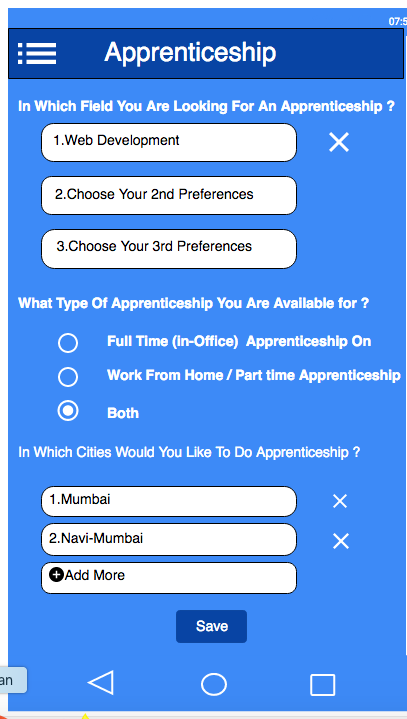 07:5
Apprenticeship
In Which Field You Are Looking For An Apprenticeship ?
1.Web Development
2.Choose Your 2nd Preferences
3.Choose Your 3rd Preferences
What Type Of Apprenticeship You Are Available for ?
Full Time (in-Office) Apprenticeship On
Work From Home / Part time Apprenticeship
Both
In Which Cities Would You Like To Do Apprenticeship ?
1.Mumbai
2.Navi-Mumbai
Add More
Save
an